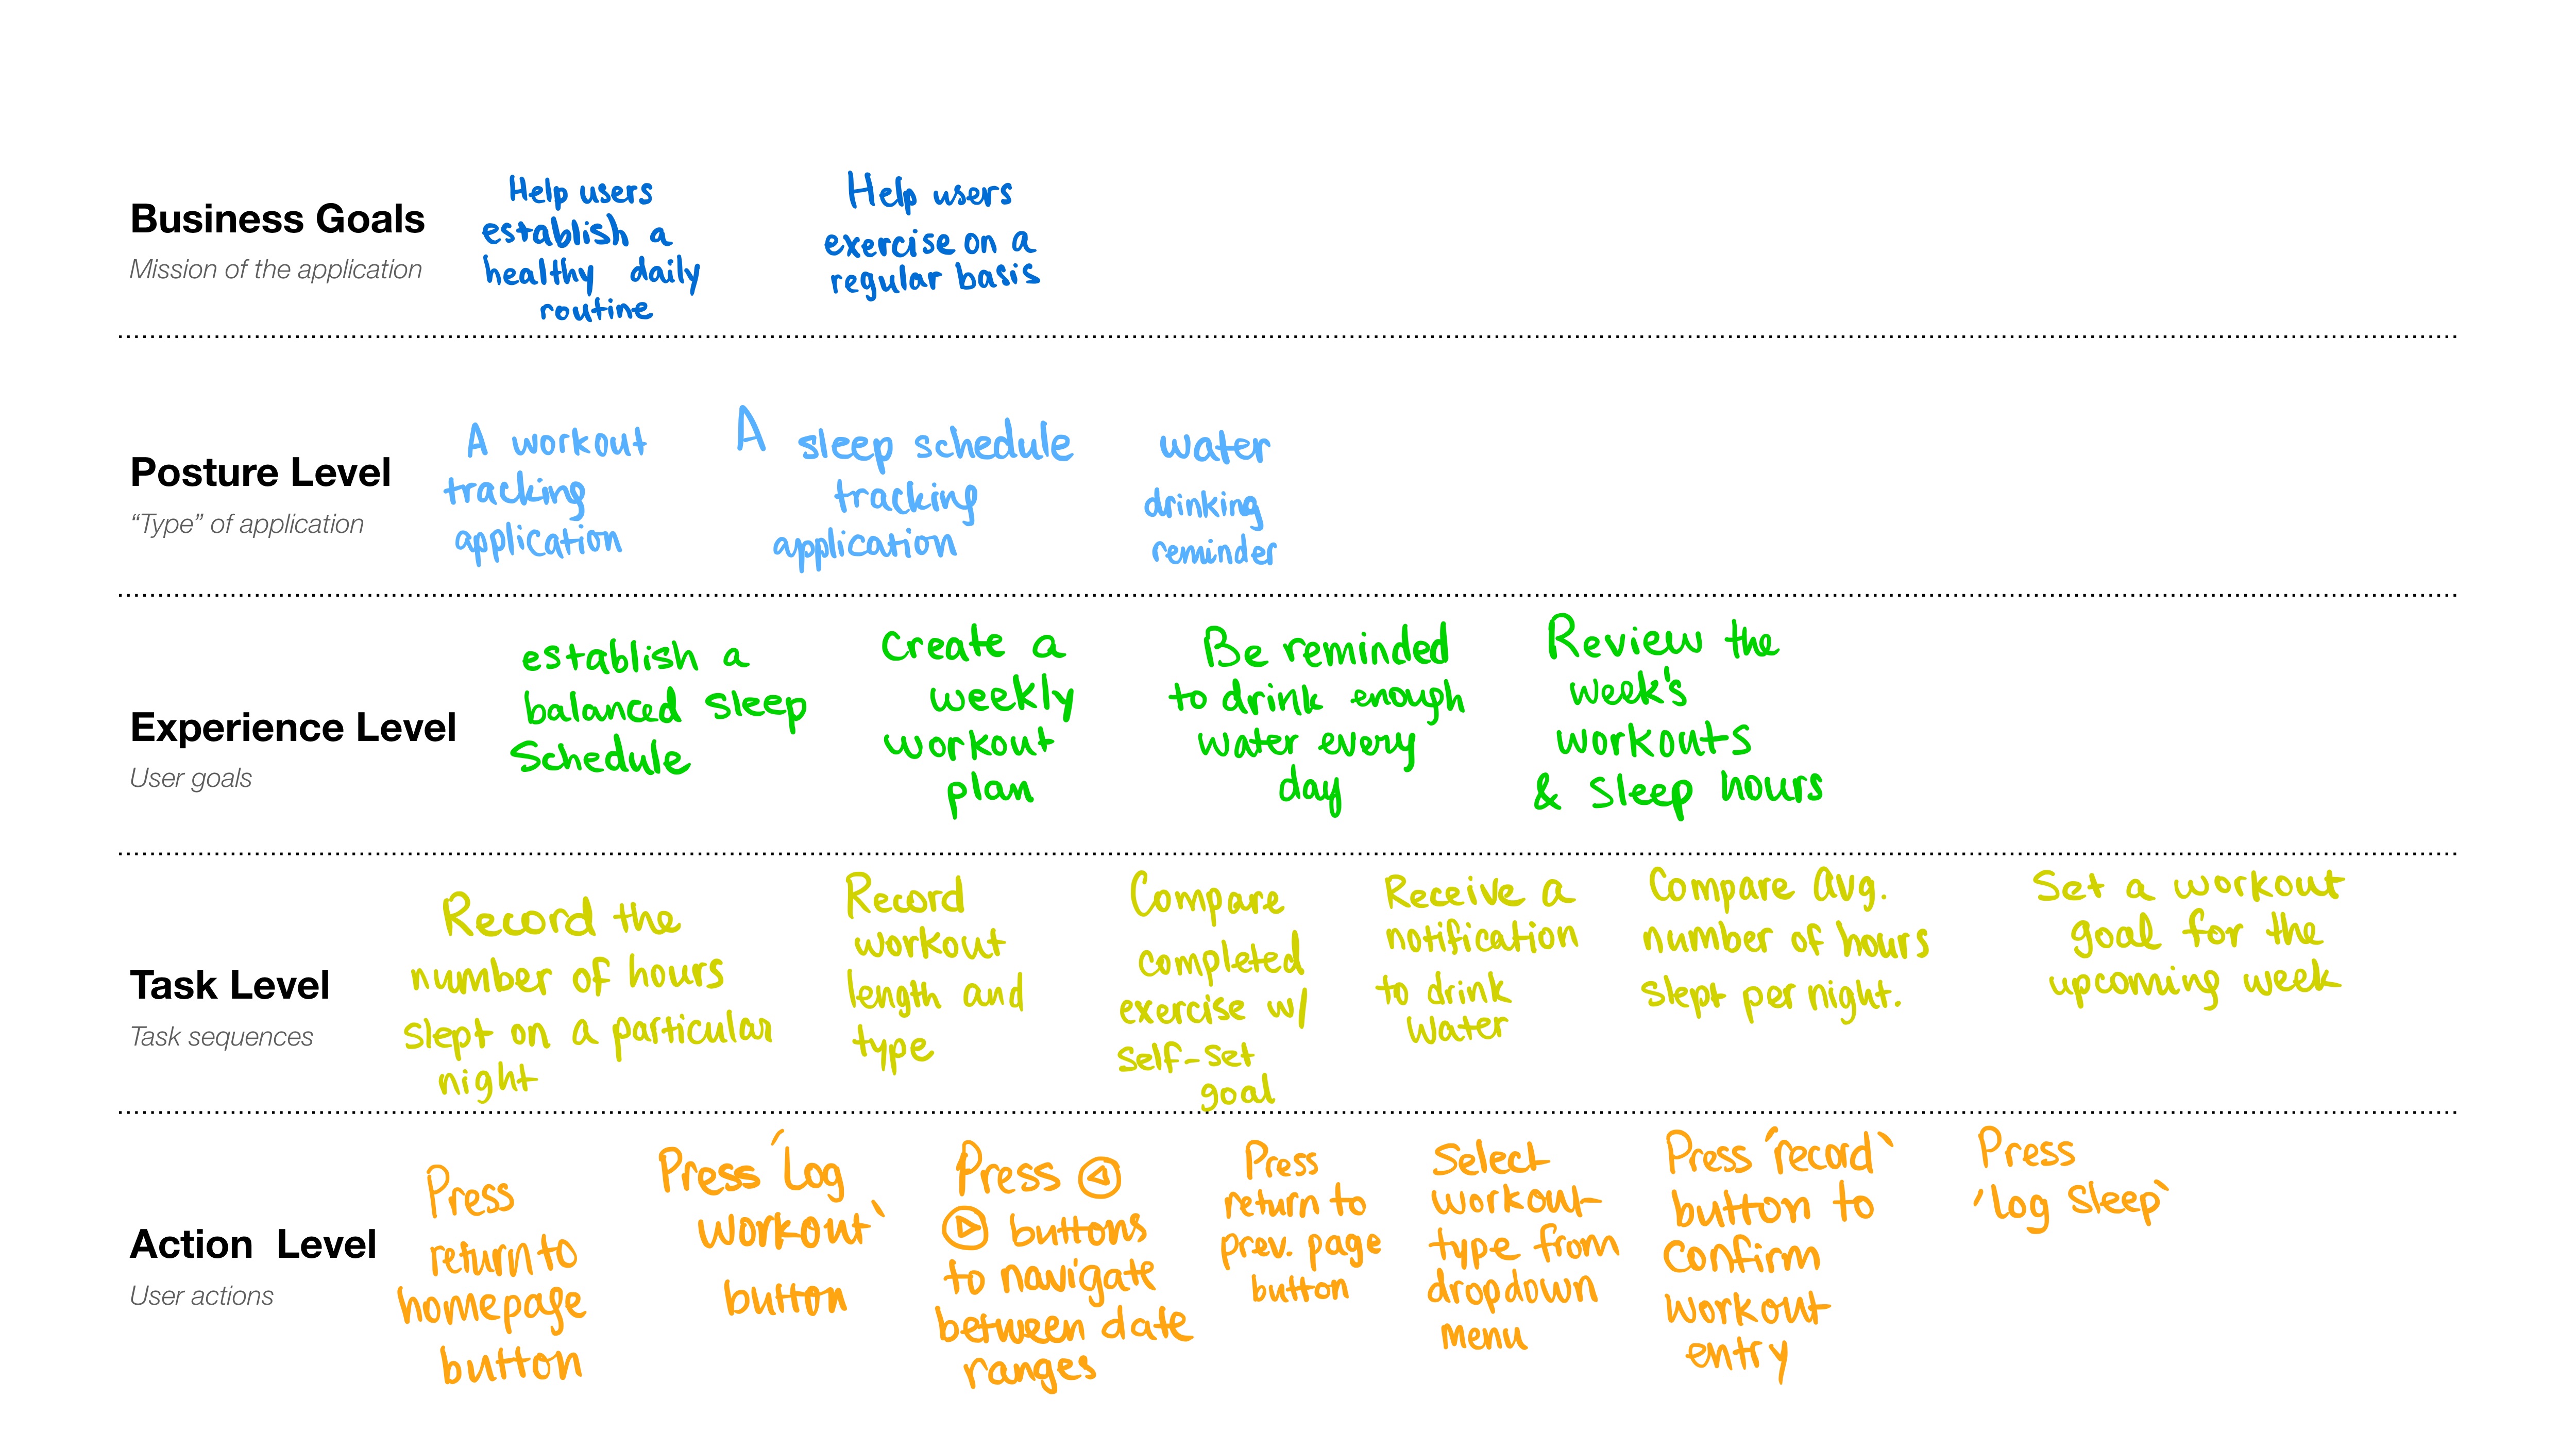 Business Goals
Mission of the application
Help users
establish a
healthy daily
routine
Help users
exercise on a
regular basis
Posture Level
“Type” of application
A workout
tracking
application
A sleep schedule
tracking
application
water
drinking
reminder
Experience Level
User goals
establish a
balanced sleep
Schedule
Create a
weekly
workout
plan
Be reminded
to drink enough
water every
day
Review the
week's
workouts
& Sleep hours
Task Level
Task sequences
Record the
number of hours
slept on a particular
night
Record
workout
length and
type
Compare
completed
exercise w/
self-set
goal
Receive a
notification
to drink
water
Compare avg.
number of hours
slept per night.
Set a workout
goal for the
upcoming week
Action Level
User actions
Press
return to
homepage
button
Press 'Log
workout'
button
Press ◁
▷ buttons
to navigate
between date
ranges
Press
return to
prev. page
button
Select
workout
type from
dropdown
menu
Press 'record'
button to
confirm
workout
entry
Press
'log sleep'